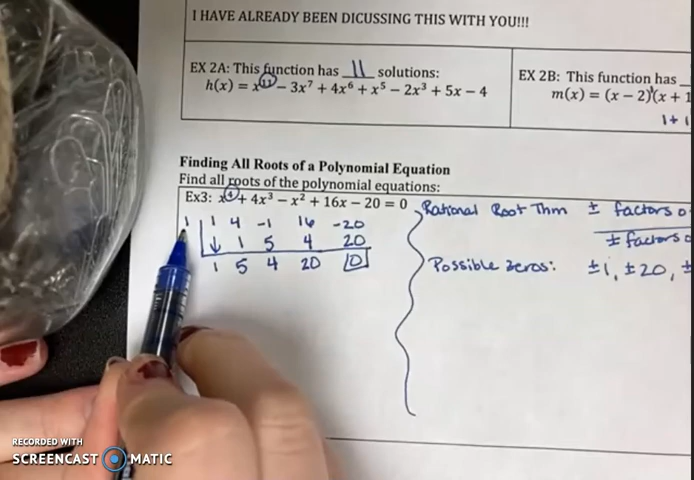 I HAVE ALREADY BEEN DICUSSING THIS WITH YOU!!!
EX 2A: This function has 11 solutions:
h(x) = x¹¹ − 3x⁷ + 4x⁶ + x⁵ − 2x³ + 5x − 4
EX 2B: This function has
m(x) = (x − 2)³(x + 1
1 + 1
Finding All Roots of a Polynomial Equation
Find all roots of the polynomial equations:
Ex3: x⁴ + 4x³ − x² + 16x − 20 = 0
1 1 4 -1 16 -20
↓ 1 5 4 20
1 5 4 20 0
Rational Root Thm ± factors o
± factors
Possible zeros: ±1, ±20, ±
RECORDED WITH
SCREENCAST MATIC